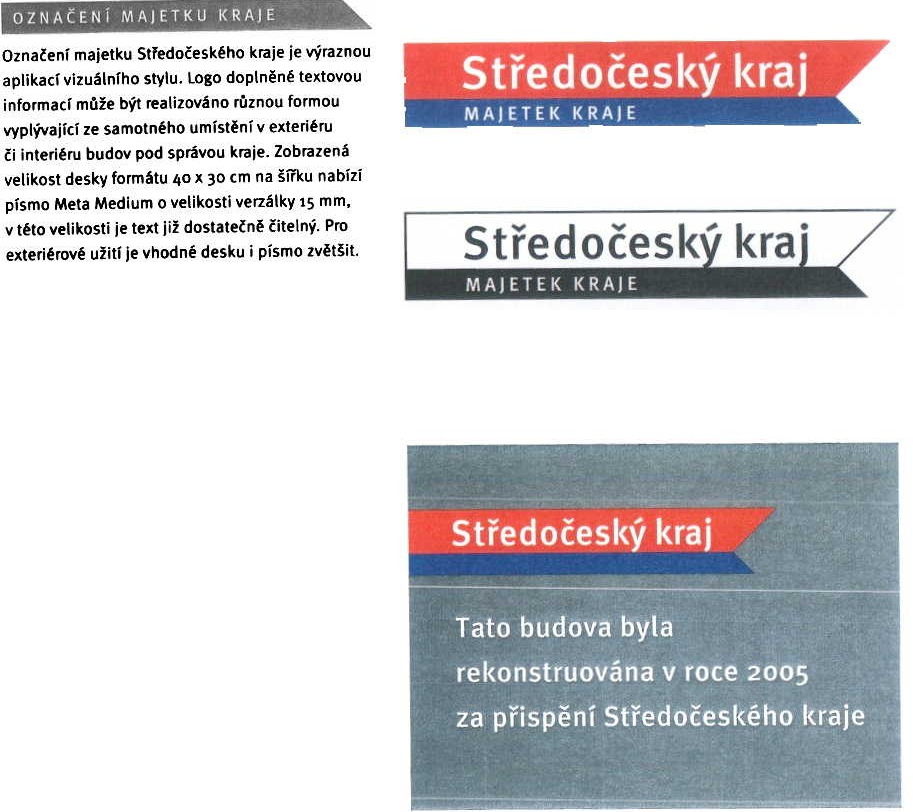 OZNAČENÍ MAJETKU KRAJE
Označení majetku Středočeského kraje je výraznou
aplikací vizuálního stylu. Logo doplněné textovou
informací může být realizováno různou formou
vyplývající ze samotného umístění v exteriéru
či interiéru budov pod správou kraje. Zobrazená
velikost desky formátu 40 x 30 cm na šířku nabízí
písmo Meta Medium o velikosti verzálky 15 mm,
v této velikosti je text již dostatečně čitelný. Pro
exteriérové užití je vhodné desku i písmo zvětšit.
Středočeský kraj
MAJETEK KRAJE
Středočeský kraj
MAJETEK KRAJE
Středočeský kraj
Tato budova byla
rekonstruována v roce 2005
za přispění Středočeského kraje